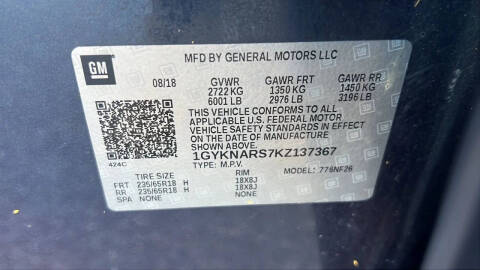 GM
MFD BY GENERAL MOTORS LLC
08/18 GVWR GAWR FRT GAWR RR
2722 KG 1350 KG 1450 KG
6001 LB 2976 LB 3196 LB
THIS VEHICLE CONFORMS TO ALL
APPLICABLE U.S. FEDERAL MOTOR
VEHICLE SAFETY STANDARDS IN EFFECT
ON THE DATE OF MANUFACTURE SHOWN ABOVE.
1GYKNARS7KZ137367
424C TYPE: M.P.V. MODEL: 776NF26
TIRE SIZE RIM
FRT 235/65R18 H 18X8J
RR 235/65R18 H 18X8J
SPA NONE NONE